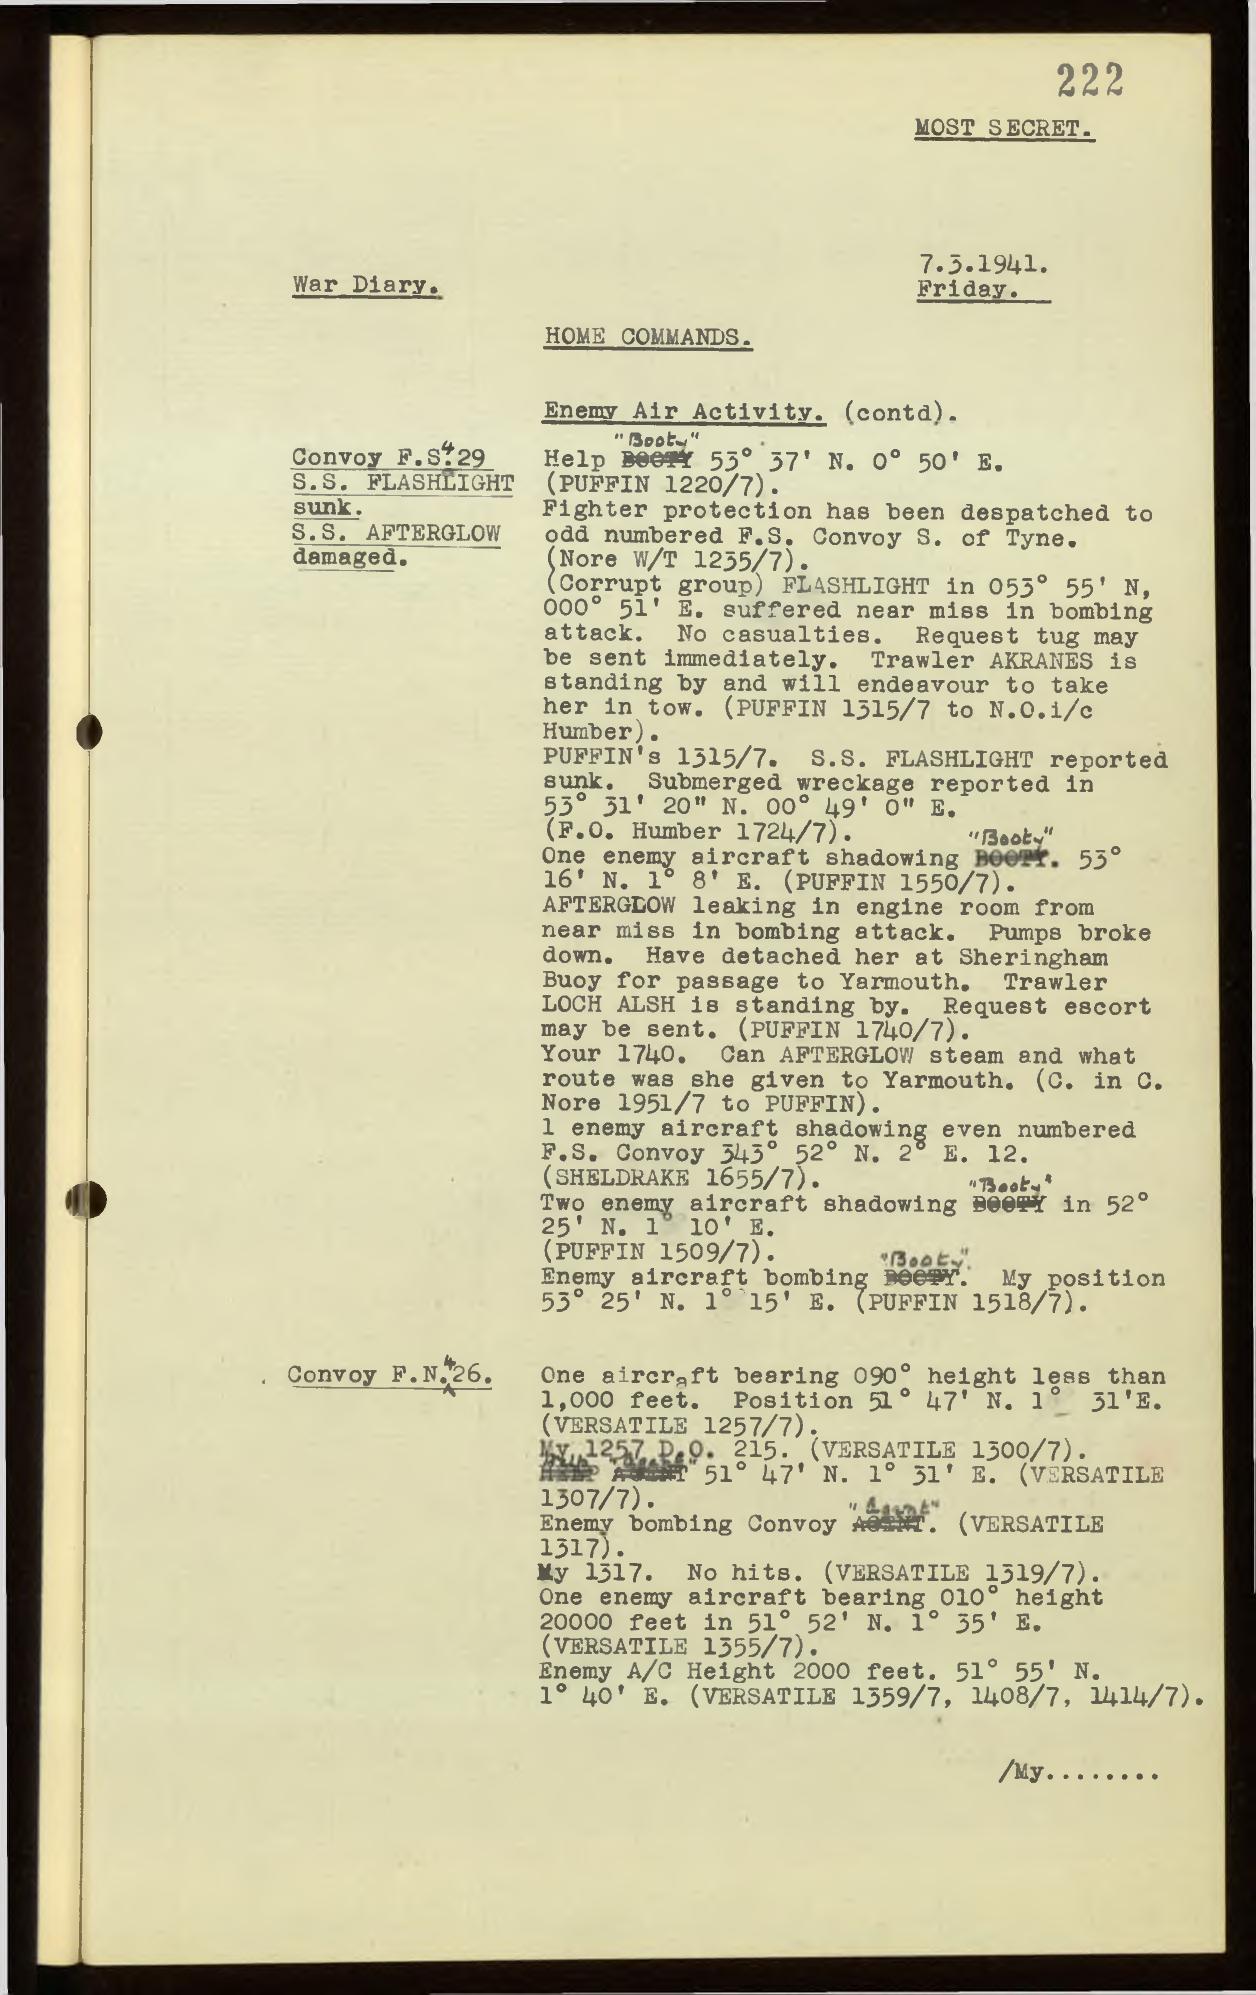 222
MOST SECRET.
7.3.1941.
War Diary.
Friday.
HOME COMMANDS.
Enemy Air Activity. (contd).
Convoy F.S.429
S.S. FLASHLIGHT
sunk.
S.S. AFTERGLOW
damaged.
"Booty"
Help BOOTY 53° 37' N. 0° 50' E.
(PUFFIN 1220/7).
Fighter protection has been despatched to
odd numbered F.S. Convoy S. of Tyne.
(Nore W/T 1235/7).
(Corrupt group) FLASHLIGHT in 053° 55' N,
000° 51' E. suffered near miss in bombing
attack. No casualties. Request tug may
be sent immediately. Trawler AKRANES is
standing by and will endeavour to take
her in tow. (PUFFIN 1315/7 to N.O.i/c
Humber).
PUFFIN's 1315/7. S.S. FLASHLIGHT reported
sunk. Submerged wreckage reported in
53° 31' 20" N. 00° 49' 0" E.
(F.O. Humber 1724/7).
"Booty"
One enemy aircraft shadowing BOOTY. 53°
16' N. 1° 8' E. (PUFFIN 1550/7).
AFTERGLOW leaking in engine room from
near miss in bombing attack. Pumps broke
down. Have detached her at Sheringham
Buoy for passage to Yarmouth. Trawler
LOCH ALSH is standing by. Request escort
may be sent. (PUFFIN 1740/7).
Your 1740. Can AFTERGLOW steam and what
route was she given to Yarmouth. (C. in C.
Nore 1951/7 to PUFFIN).
1 enemy aircraft shadowing even numbered
F.S. Convoy 343° 52° N. 2° E. 12.
(SHELDRAKE 1655/7).
"Booty"
Two enemy aircraft shadowing BOOTY in 52°
25' N. 1° 10' E.
(PUFFIN 1509/7).
"Booty"
Enemy aircraft bombing BOOTY. My position
53° 25' N. 1° 15' E. (PUFFIN 1518/7).
Convoy F.N.426.
One aircraft bearing 090° height less than
1,000 feet. Position 51° 47' N. 1° 31'E.
(VERSATILE 1257/7).
My 1257 D.O. 215. (VERSATILE 1300/7).
Help "Agent"
HELP AGENT 51° 47' N. 1° 31' E. (VERSATILE
1307/7).
"Agent"
Enemy bombing Convoy AGENT. (VERSATILE
1317).
My 1317. No hits. (VERSATILE 1319/7).
One enemy aircraft bearing 010° height
20000 feet in 51° 52' N. 1° 35' E.
(VERSATILE 1355/7).
Enemy A/C Height 2000 feet. 51° 55' N.
1° 40' E. (VERSATILE 1359/7, 1408/7, 1414/7).
/My........